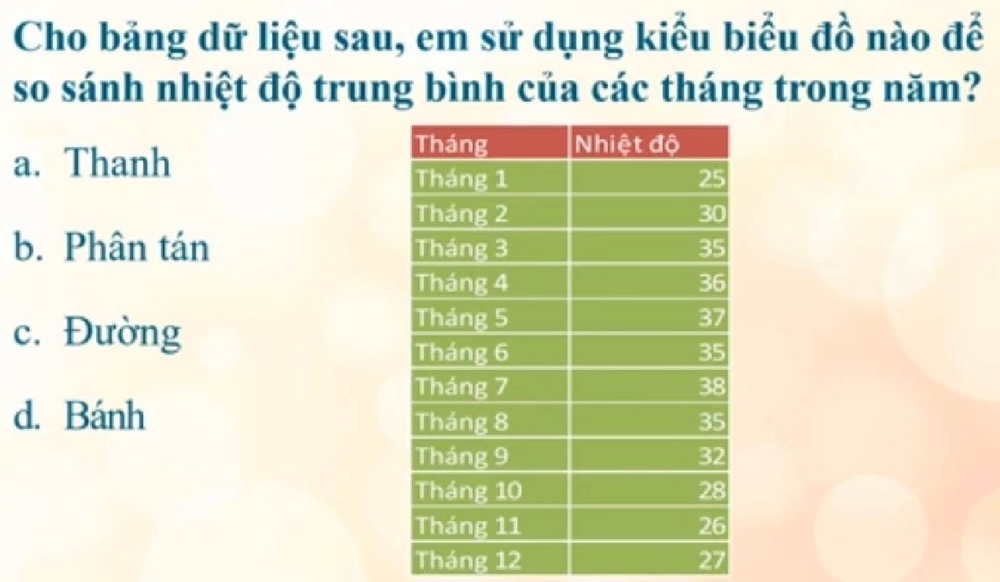 Cho bảng dữ liệu sau, em sử dụng kiểu biểu đồ nào để
so sánh nhiệt độ trung bình của các tháng trong năm?
a. Thanh
b. Phân tán
c. Đường
d. Bánh
Tháng Nhiệt độ
Tháng 1 25
Tháng 2 30
Tháng 3 35
Tháng 4 36
Tháng 5 37
Tháng 6 35
Tháng 7 38
Tháng 8 35
Tháng 9 32
Tháng 10 28
Tháng 11 26
Tháng 12 27